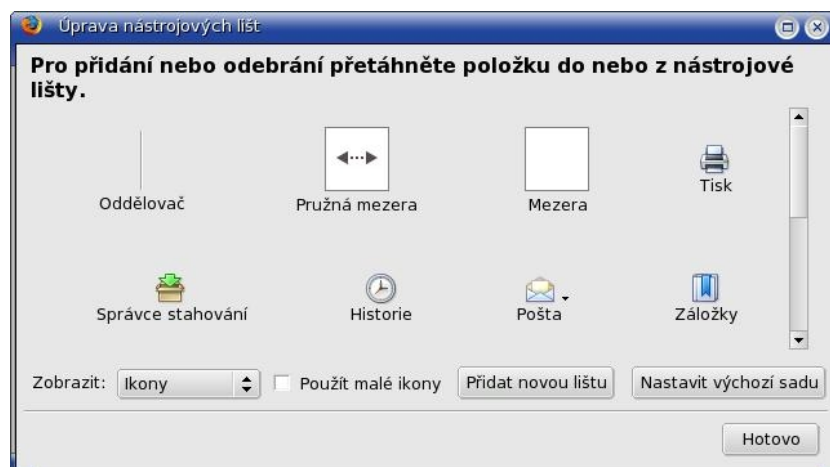 Úprava nástrojových lišt
Pro přidání nebo odebrání přetáhněte položku do nebo z nástrojové
lišty.
Oddělovač
Pružná mezera
Mezera
Tisk
Správce stahování
Historie
Pošta
Záložky
Zobrazit: Ikony Použít malé ikony Přidat novou lištu Nastavit výchozí sadu
Hotovo